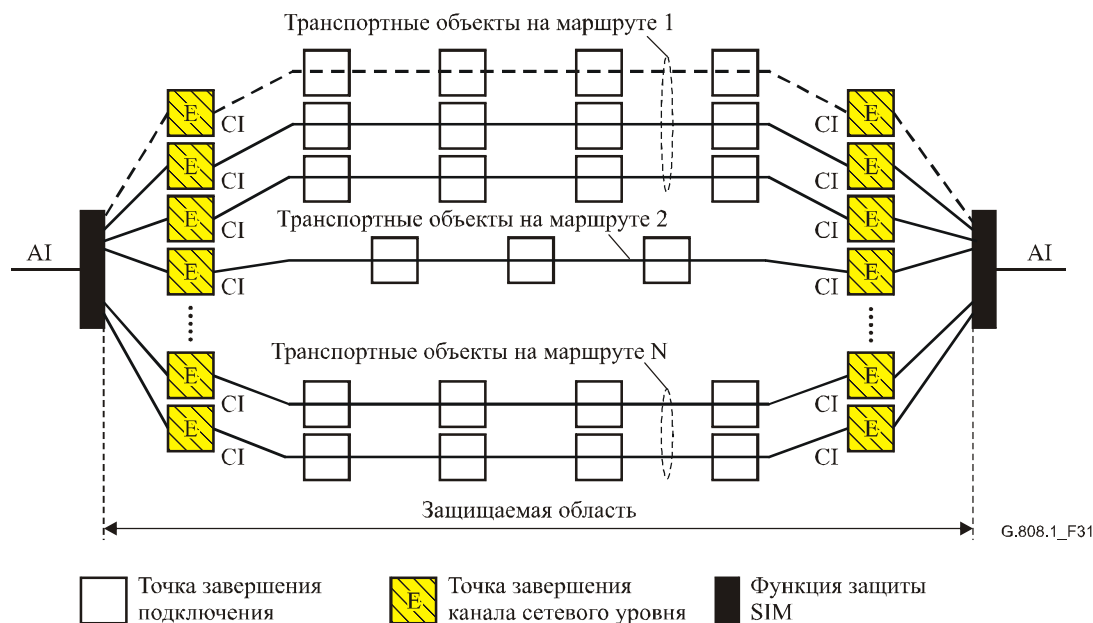 Транспортные объекты на маршруте 1
E E
CI CI
E E
CI CI
E E
CI CI
Транспортные объекты на маршруте 2
AI E E AI
CI CI
Транспортные объекты на маршруте N
E E
CI CI
E E
CI CI
Защищаемая область
G.808.1_F31
Точка завершения
подключения
E
Точка завершения
канала сетевого уровня
Функция защиты
SIM